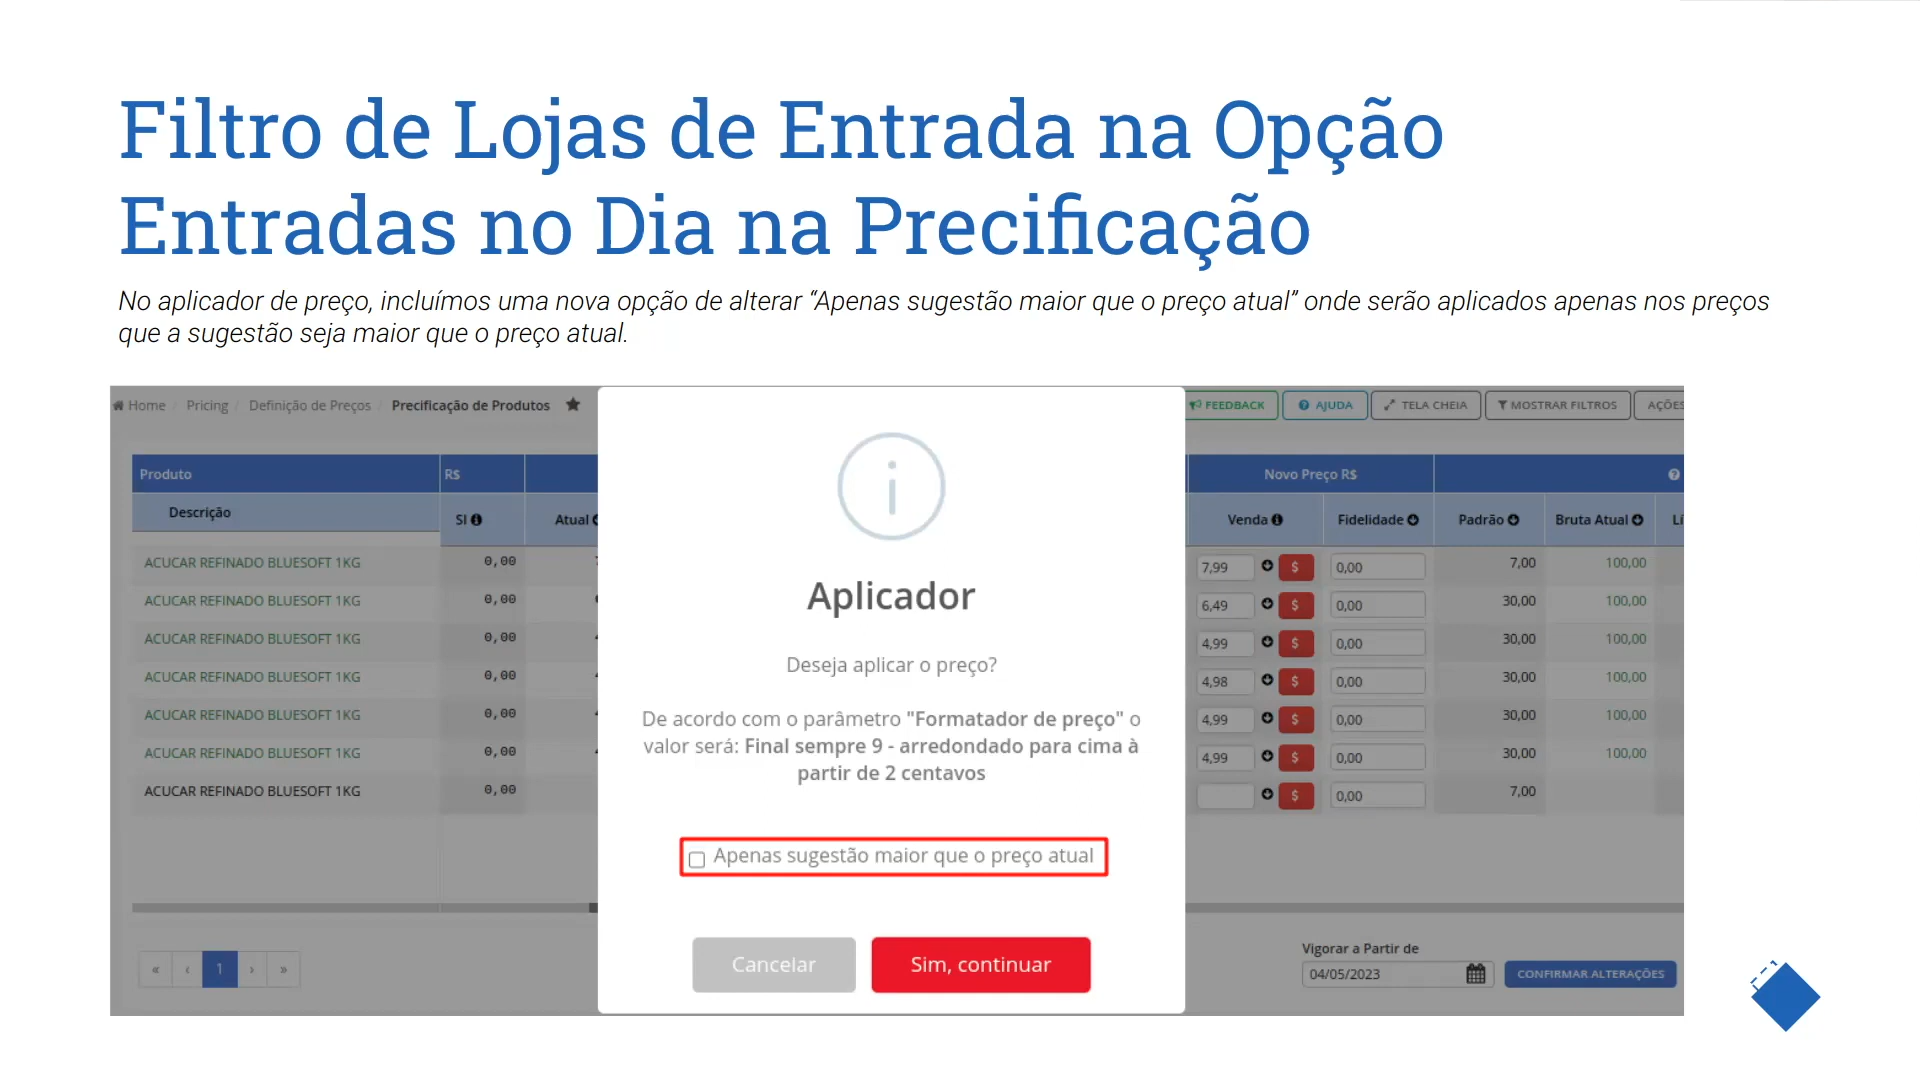 Filtro de Lojas de Entrada na Opção
Entradas no Dia na Precificação
No aplicador de preço, incluímos uma nova opção de alterar “Apenas sugestão maior que o preço atual” onde serão aplicados apenas nos preços
que a sugestão seja maior que o preço atual.
Home / Pricing / Definição de Preços / Precificação de Produtos
FEEDBACK AJUDA TELA CHEIA MOSTRAR FILTROS AÇÕES
Produto R$ Novo Preço R$
Descrição SI Atual Venda Fidelidade Padrão Bruta Atual
ACUCAR REFINADO BLUESOFT 1KG 0,00 7,99 $ 0,00 7,00 100,00
ACUCAR REFINADO BLUESOFT 1KG 0,00 6,49 $ 0,00 30,00 100,00
ACUCAR REFINADO BLUESOFT 1KG 0,00 4,99 $ 0,00 30,00 100,00
ACUCAR REFINADO BLUESOFT 1KG 0,00 4,98 $ 0,00 30,00 100,00
ACUCAR REFINADO BLUESOFT 1KG 0,00 4,99 $ 0,00 30,00 100,00
ACUCAR REFINADO BLUESOFT 1KG 0,00 4,99 $ 0,00 30,00 100,00
ACUCAR REFINADO BLUESOFT 1KG 0,00 $ 0,00 7,00
Aplicador
Deseja aplicar o preço?
De acordo com o parâmetro "Formatador de preço" o
valor será: Final sempre 9 - arredondado para cima à
partir de 2 centavos
Apenas sugestão maior que o preço atual
Cancelar Sim, continuar
« ‹ 1 › »
Vigorar a Partir de
04/05/2023 CONFIRMAR ALTERAÇÕES